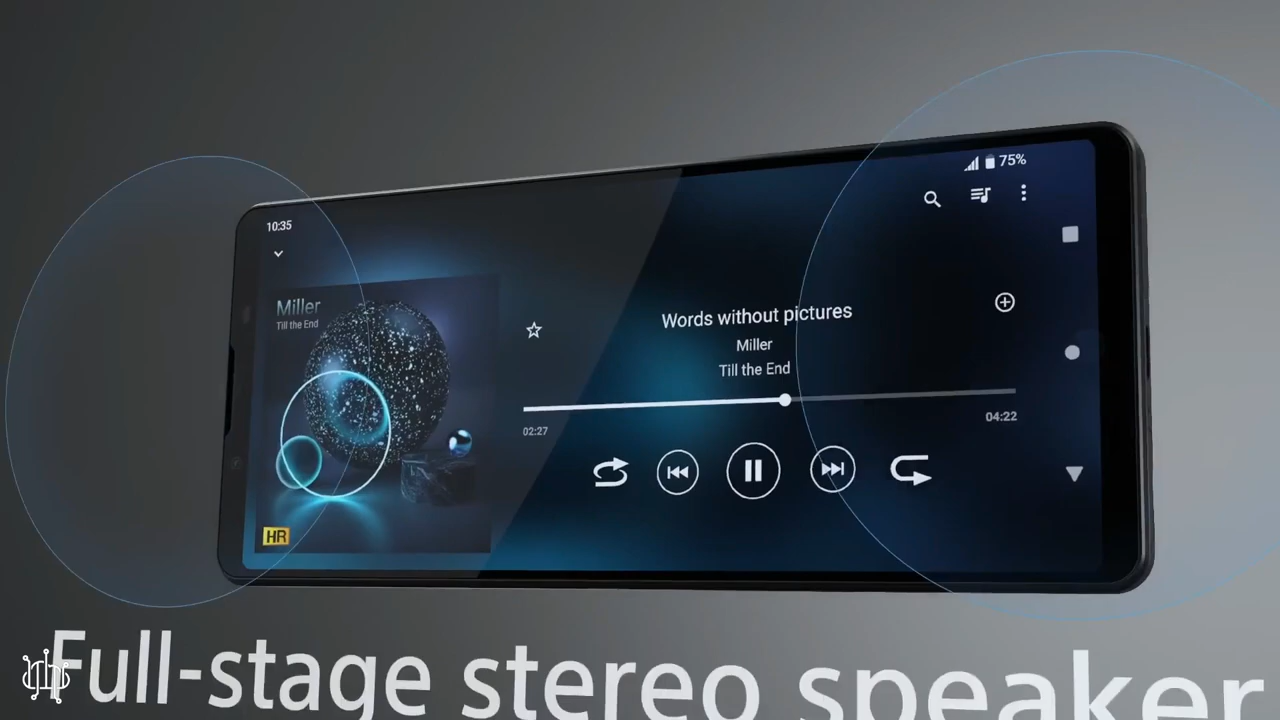 10:35
75%
Miller
Till the End
HR
Words without pictures
Miller
Till the End
02:27
04:22
Full-stage stereo speaker